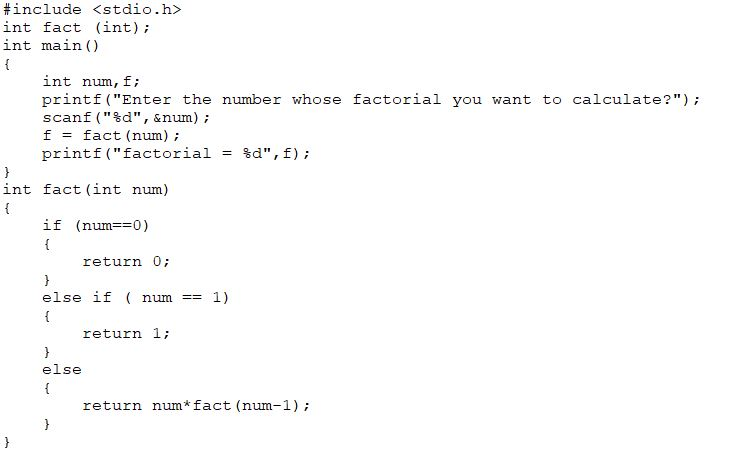 #include <stdio.h>
int fact (int);
int main()
{
    int num,f;
    printf("Enter the number whose factorial you want to calculate?");
    scanf("%d",&num);
    f = fact(num);
    printf("factorial = %d",f);
}
int fact(int num)
{
    if (num==0)
    {
        return 0;
    }
    else if ( num == 1)
    {
        return 1;
    }
    else
    {
        return num*fact(num-1);
    }
}